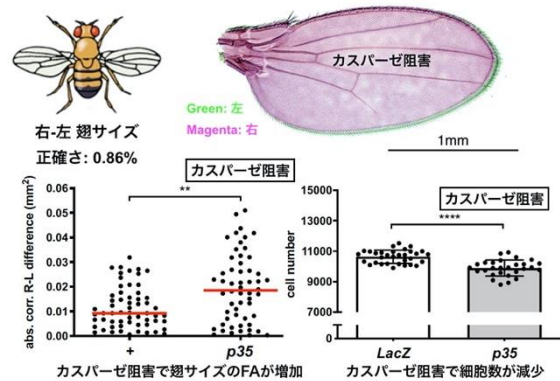 カスパーゼ阻害
Green: 左
Magenta: 右
右-左 翅サイズ
正確さ: 0.86%
1mm
カスパーゼ阻害
**
abs. corr. R-L difference (mm²)
0.06
0.05
0.04
0.03
0.02
0.01
0.00
+
p35
カスパーゼ阻害で翅サイズのFAが増加
カスパーゼ阻害
****
cell number
15000
13000
11000
9000
7000
0
LacZ
p35
カスパーゼ阻害で細胞数が減少